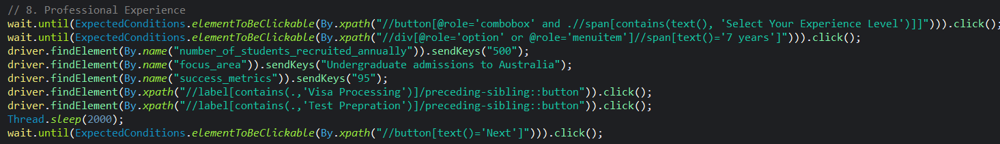 // 8. Professional Experience
wait.until(ExpectedConditions.elementToBeClickable(By.xpath("//button[@role='combobox' and .//span[contains(text(), 'Select Your Experience Level')]]"))).click();
wait.until(ExpectedConditions.elementToBeClickable(By.xpath("//div[@role='option' or @role='menuitem']//span[text()='7 years']"))).click();
driver.findElement(By.name("number_of_students_recruited_annually")).sendKeys("500");
driver.findElement(By.name("focus_area")).sendKeys("Undergraduate admissions to Australia");
driver.findElement(By.name("success_metrics")).sendKeys("95");
driver.findElement(By.xpath("//label[contains(.,'Visa Processing')]/preceding-sibling::button")).click();
driver.findElement(By.xpath("//label[contains(.,'Test Prepration')]/preceding-sibling::button")).click();
Thread.sleep(2000);
wait.until(ExpectedConditions.elementToBeClickable(By.xpath("//button[text()='Next']"))).click();